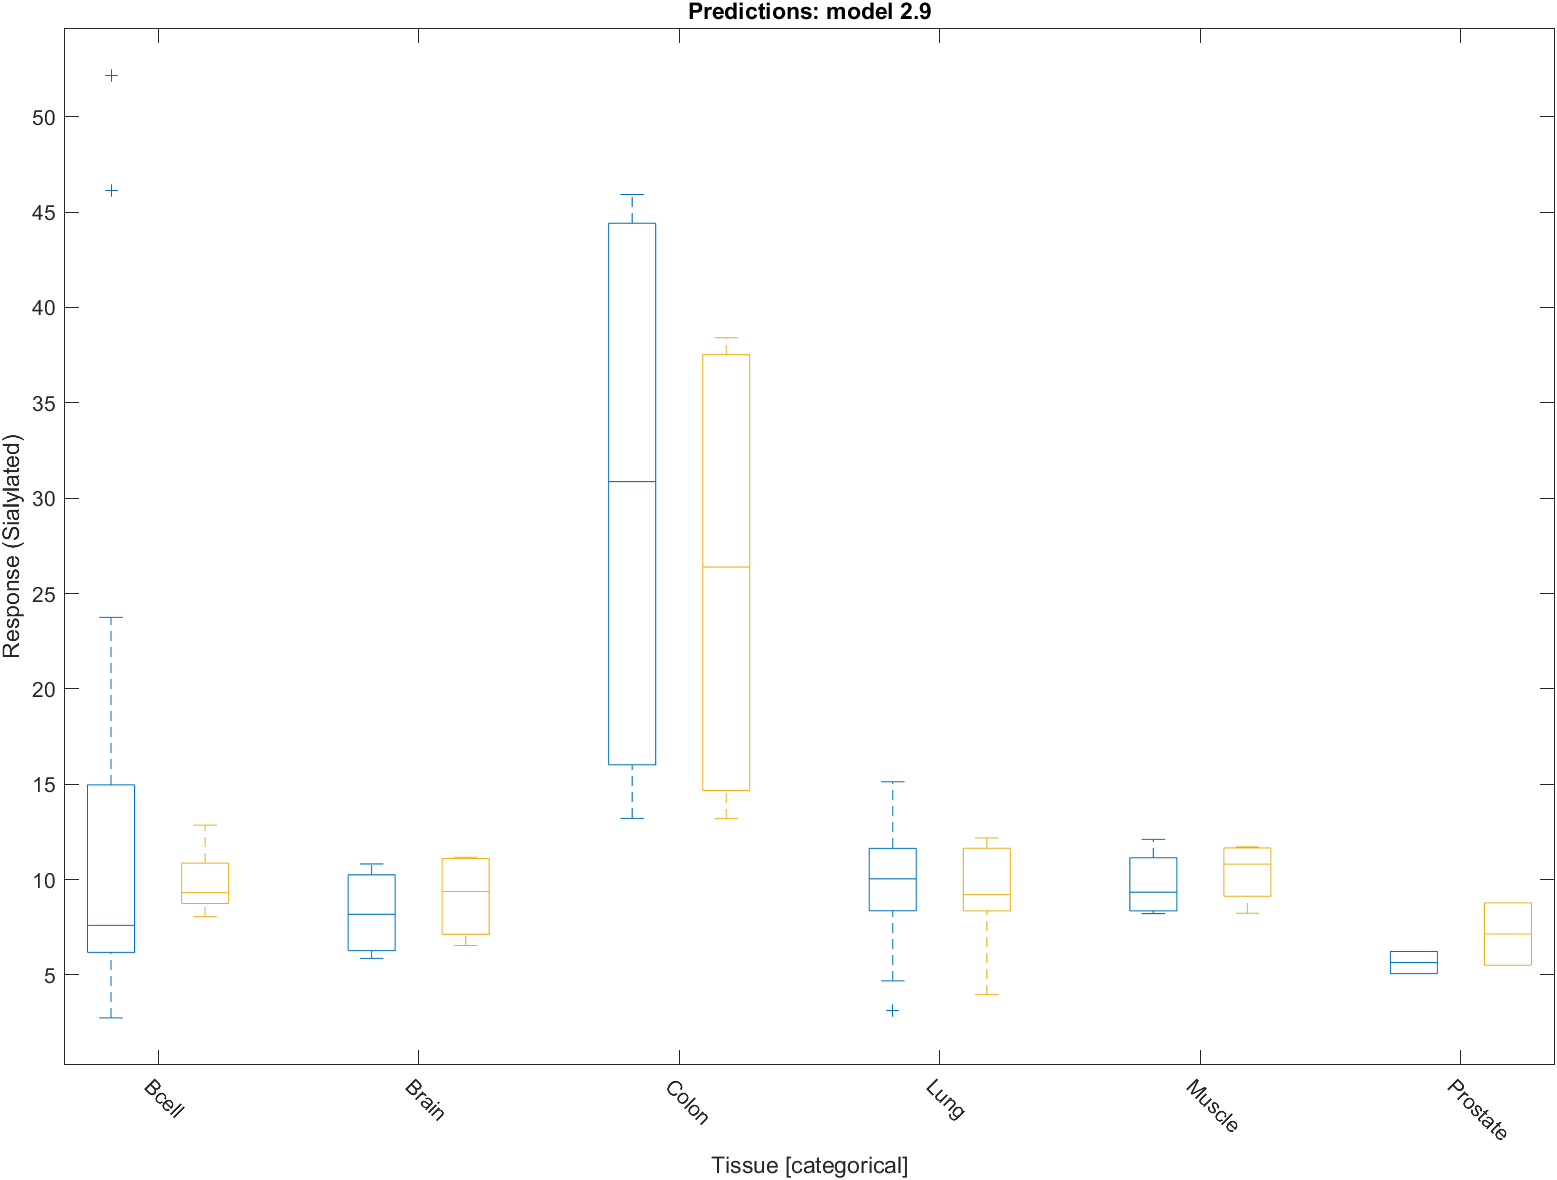 Predictions: model 2.9
50
45
40
35
30
25
20
15
10
5
Response (Sialylated)
Bcell
Brain
Colon
Lung
Muscle
Prostate
Tissue [categorical]